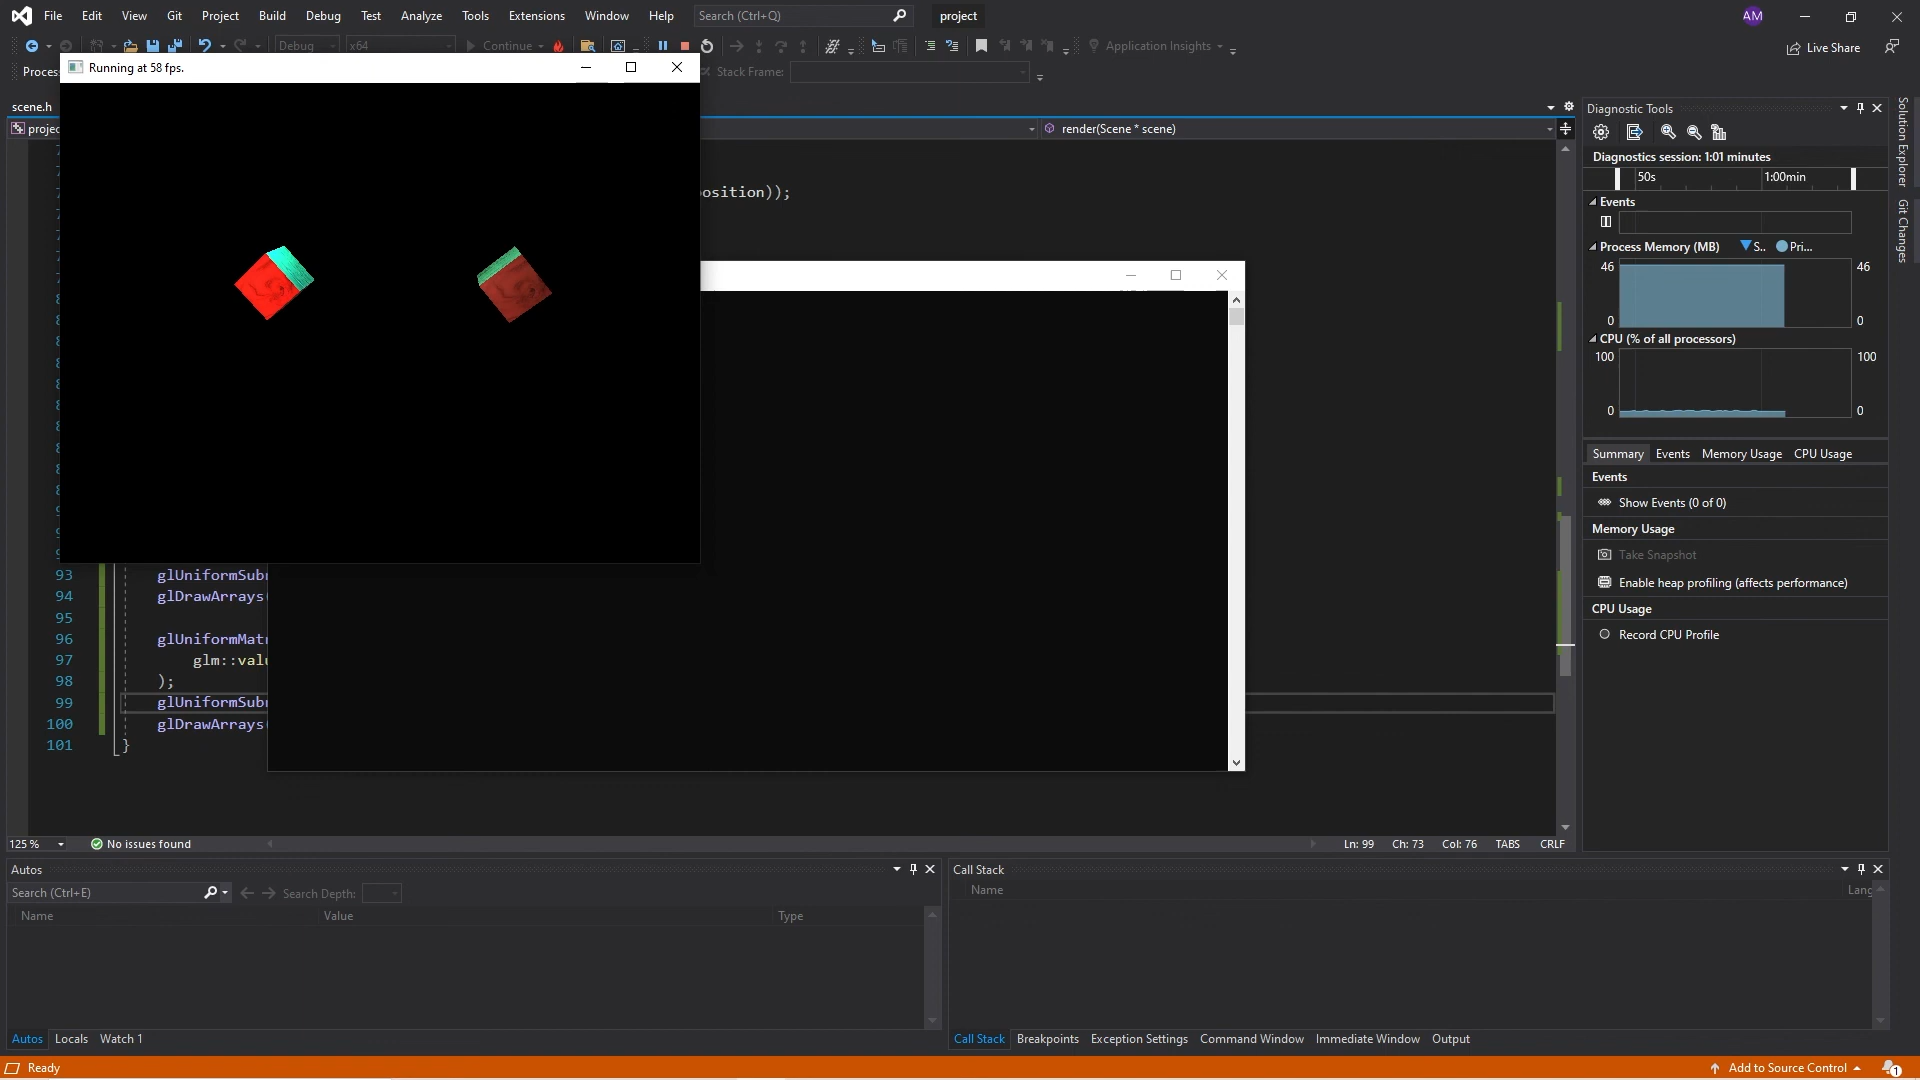 File Edit View Git Project Build Debug Test Analyze Tools Extensions Window Help Search (Ctrl+Q) project AM
Debug x64 Continue Application Insights Live Share
Proces Stack Frame:
Running at 58 fps.
scene.h
projec render(Scene * scene)
osition));
93 glUniformSub
94 glDrawArrays(
95
96 glUniformMat
97 glm::valu
98 );
99 glUniformSub
100 glDrawArrays(
101 }
125 % No issues found Ln: 99 Ch: 73 Col: 76 TABS CRLF
Diagnostic Tools
Diagnostics session: 1:01 minutes
50s 1:00min
Events
Process Memory (MB) S.. Pri...
46 46
0 0
CPU (% of all processors)
100 100
0 0
Summary Events Memory Usage CPU Usage
Events
Show Events (0 of 0)
Memory Usage
Take Snapshot
Enable heap profiling (affects performance)
CPU Usage
Record CPU Profile
Solution Explorer
Git Changes
Autos
Search (Ctrl+E) Search Depth:
Name Value Type
Autos Locals Watch 1
Call Stack
Name Lang
Call Stack Breakpoints Exception Settings Command Window Immediate Window Output
Ready Add to Source Control 1